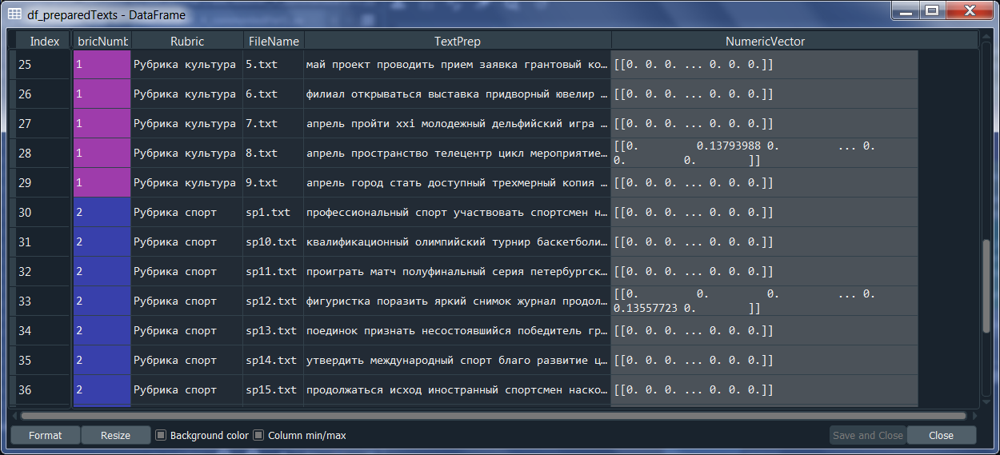 df_preparedTexts - DataFrame
Index bricNumt Rubric FileName TextPrep NumericVector
25 1 Рубрика культура 5.txt май проект проводить прием заявка грантовый ко… [[0. 0. 0. ... 0. 0. 0.]]
26 1 Рубрика культура 6.txt филиал открываться выставка придворный ювелир … [[0. 0. 0. ... 0. 0. 0.]]
27 1 Рубрика культура 7.txt апрель пройти xxi молодежный дельфийский игра … [[0. 0. 0. ... 0. 0. 0.]]
28 1 Рубрика культура 8.txt апрель пространство телецентр цикл мероприятие… [[0. 0.13793988 0. ... 0.
0. 0. ]]
29 1 Рубрика культура 9.txt апрель город стать доступный трехмерный копия … [[0. 0. 0. ... 0. 0. 0.]]
30 2 Рубрика спорт sp1.txt профессиональный спорт участвовать спортсмен н… [[0. 0. 0. ... 0. 0. 0.]]
31 2 Рубрика спорт sp10.txt квалификационный олимпийский турнир баскетболи… [[0. 0. 0. ... 0. 0. 0.]]
32 2 Рубрика спорт sp11.txt проиграть матч полуфинальный серия петербургск… [[0. 0. 0. ... 0. 0. 0.]]
33 2 Рубрика спорт sp12.txt фигуристка поразить яркий снимок журнал продол… [[0. 0. 0. ... 0.
0.13557723 0. ]]
34 2 Рубрика спорт sp13.txt поединок признать несостоявшийся победитель гр… [[0. 0. 0. ... 0. 0. 0.]]
35 2 Рубрика спорт sp14.txt утвердить международный спорт благо развитие ц… [[0. 0. 0. ... 0. 0. 0.]]
36 2 Рубрика спорт sp15.txt продолжаться исход иностранный спортсмен наско… [[0. 0. 0. ... 0. 0. 0.]]
Format Resize Background color Column min/max Save and Close Close